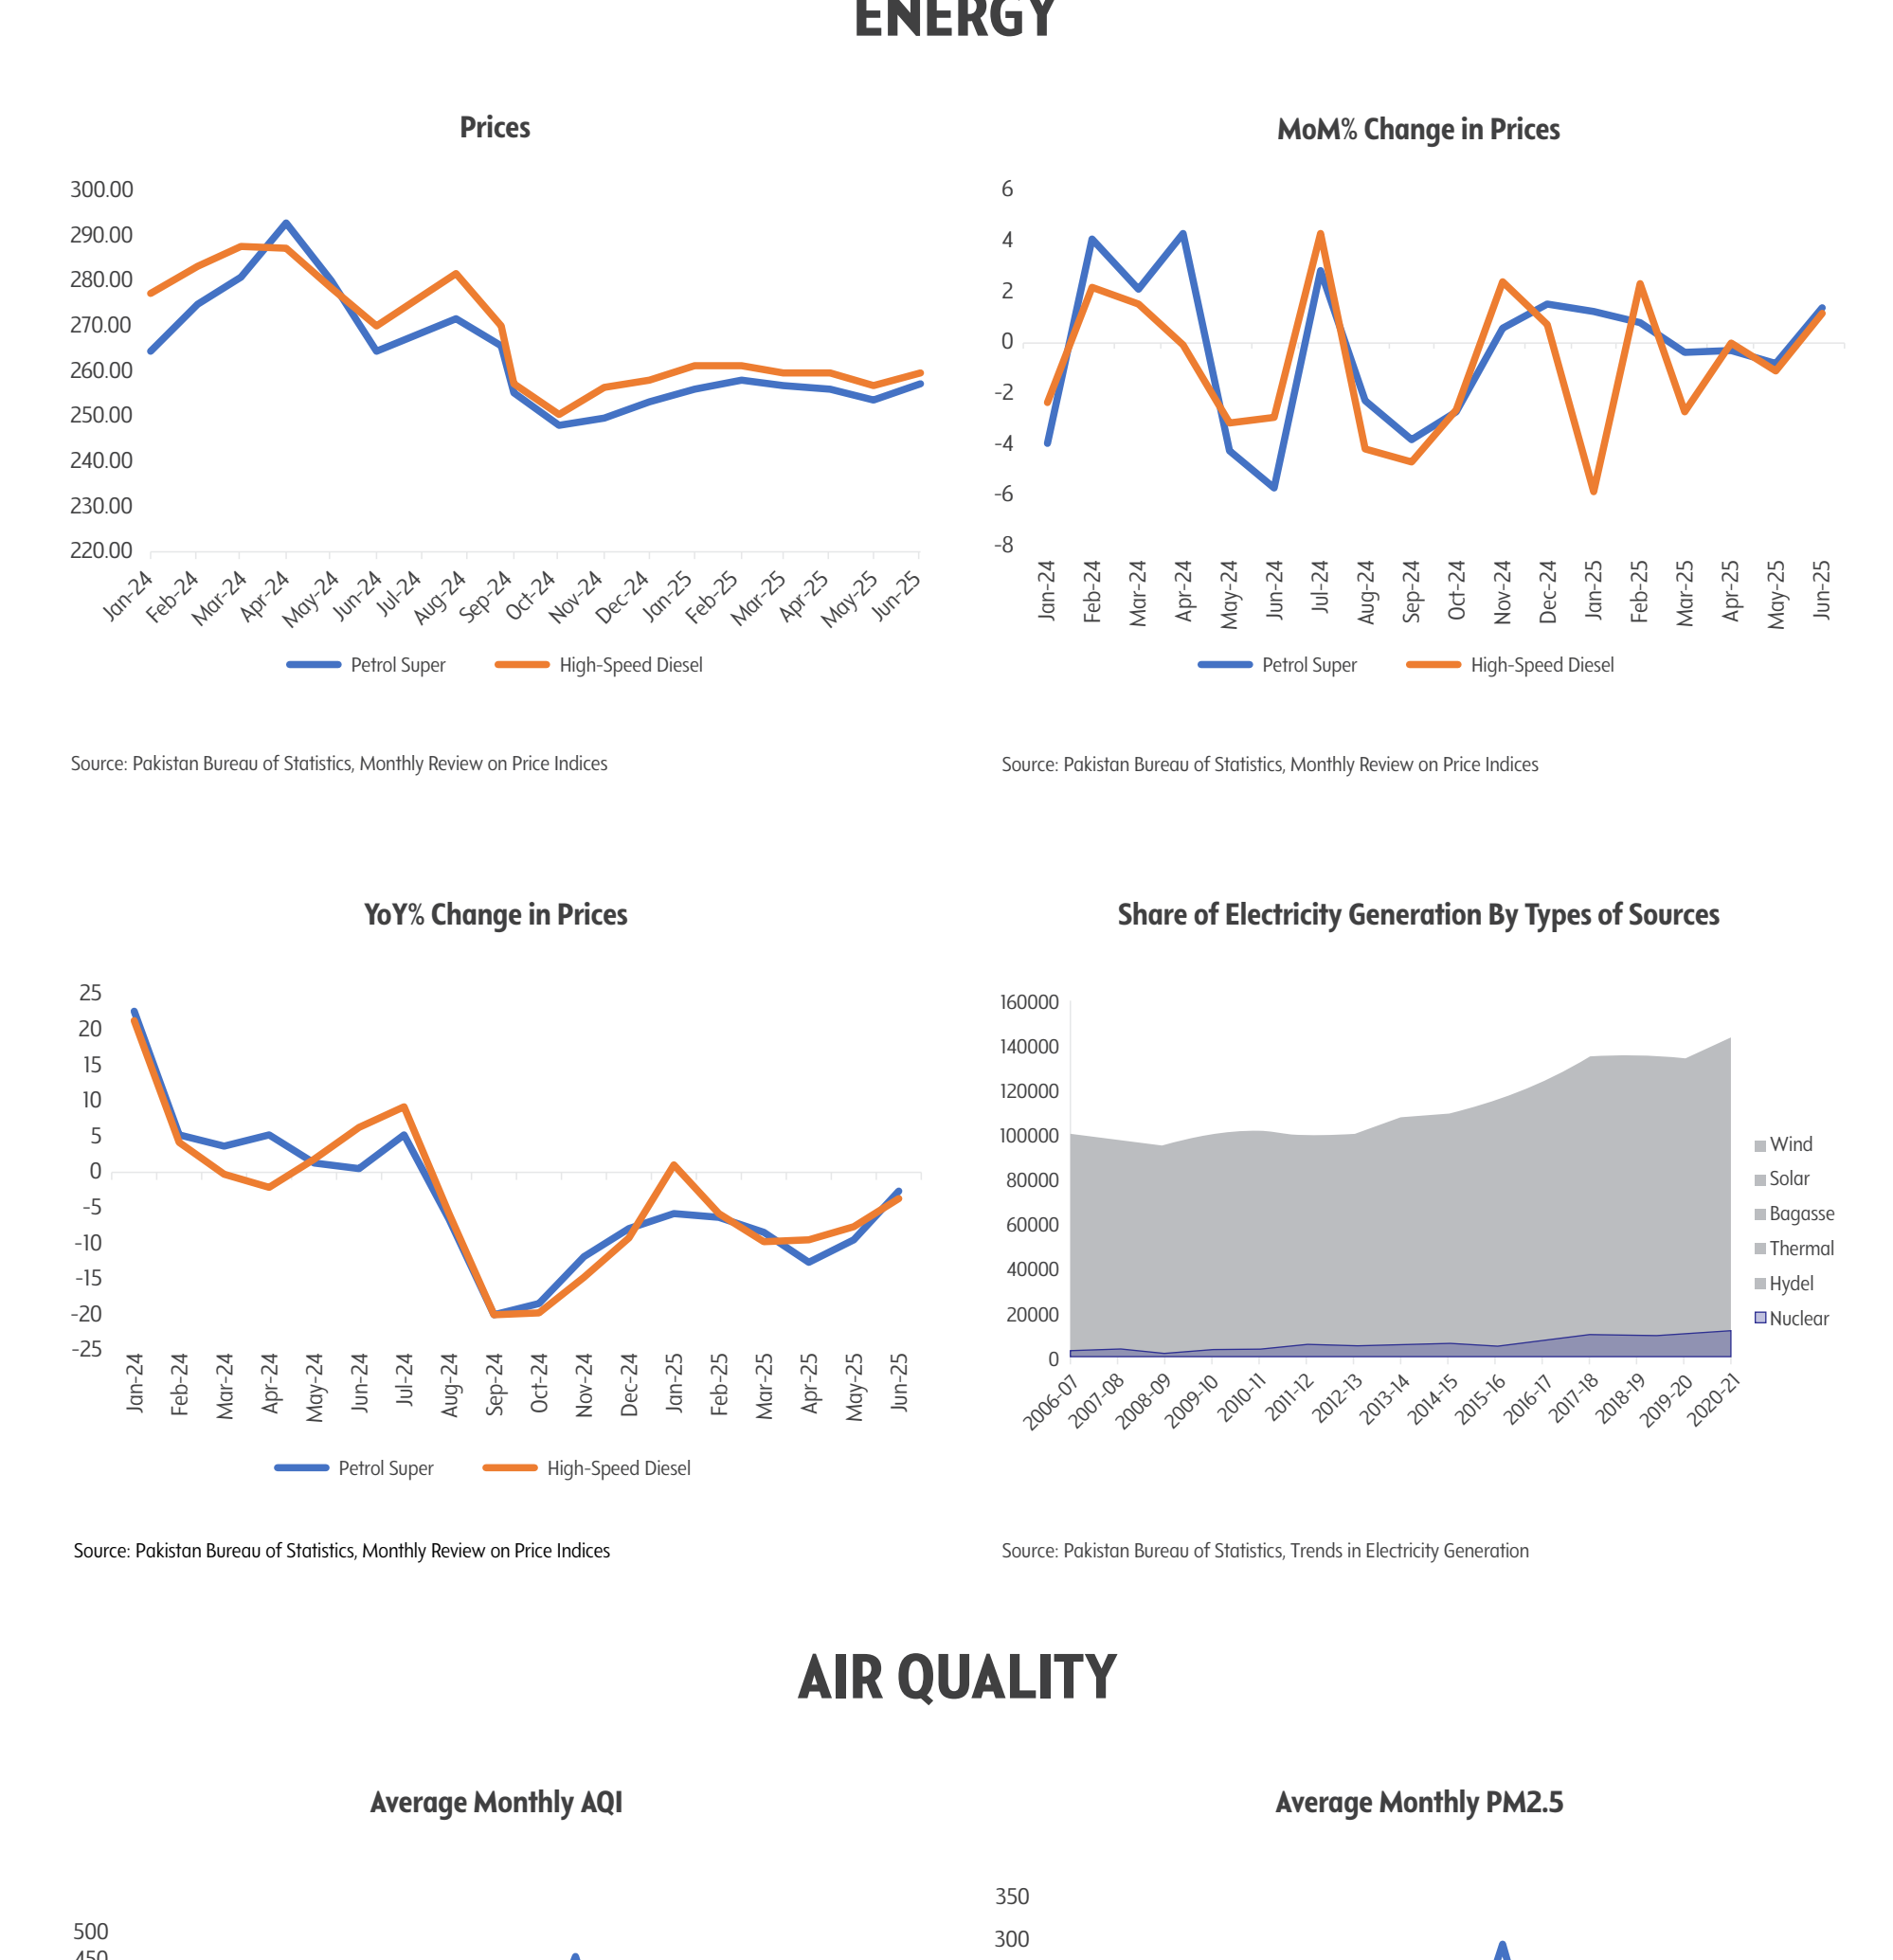 ENERGY
Prices
300.00
290.00
280.00
270.00
260.00
250.00
240.00
230.00
220.00
Jan-24 Feb-24 Mar-24 Apr-24 May-24 Jun-24 Jul-24 Aug-24 Sep-24 Oct-24 Nov-24 Dec-24 Jan-25 Feb-25 Mar-25 Apr-25 May-25 Jun-25
Petrol Super High-Speed Diesel
Source: Pakistan Bureau of Statistics, Monthly Review on Price Indices
MoM% Change in Prices
6
4
2
0
-2
-4
-6
-8
Jan-24 Feb-24 Mar-24 Apr-24 May-24 Jun-24 Jul-24 Aug-24 Sep-24 Oct-24 Nov-24 Dec-24 Jan-25 Feb-25 Mar-25 Apr-25 May-25 Jun-25
Petrol Super High-Speed Diesel
Source: Pakistan Bureau of Statistics, Monthly Review on Price Indices
YoY% Change in Prices
25
20
15
10
5
0
-5
-10
-15
-20
-25
Jan-24 Feb-24 Mar-24 Apr-24 May-24 Jun-24 Jul-24 Aug-24 Sep-24 Oct-24 Nov-24 Dec-24 Jan-25 Feb-25 Mar-25 Apr-25 May-25 Jun-25
Petrol Super High-Speed Diesel
Source: Pakistan Bureau of Statistics, Monthly Review on Price Indices
Share of Electricity Generation By Types of Sources
160000
140000
120000
100000
80000
60000
40000
20000
0
2006-07 2007-08 2008-09 2009-10 2010-11 2011-12 2012-13 2013-14 2014-15 2015-16 2016-17 2017-18 2018-19 2019-20 2020-21
Wind
Solar
Bagasse
Thermal
Hydel
Nuclear
Source: Pakistan Bureau of Statistics, Trends in Electricity Generation
AIR QUALITY
Average Monthly AQI
500
450
Average Monthly PM2.5
350
300